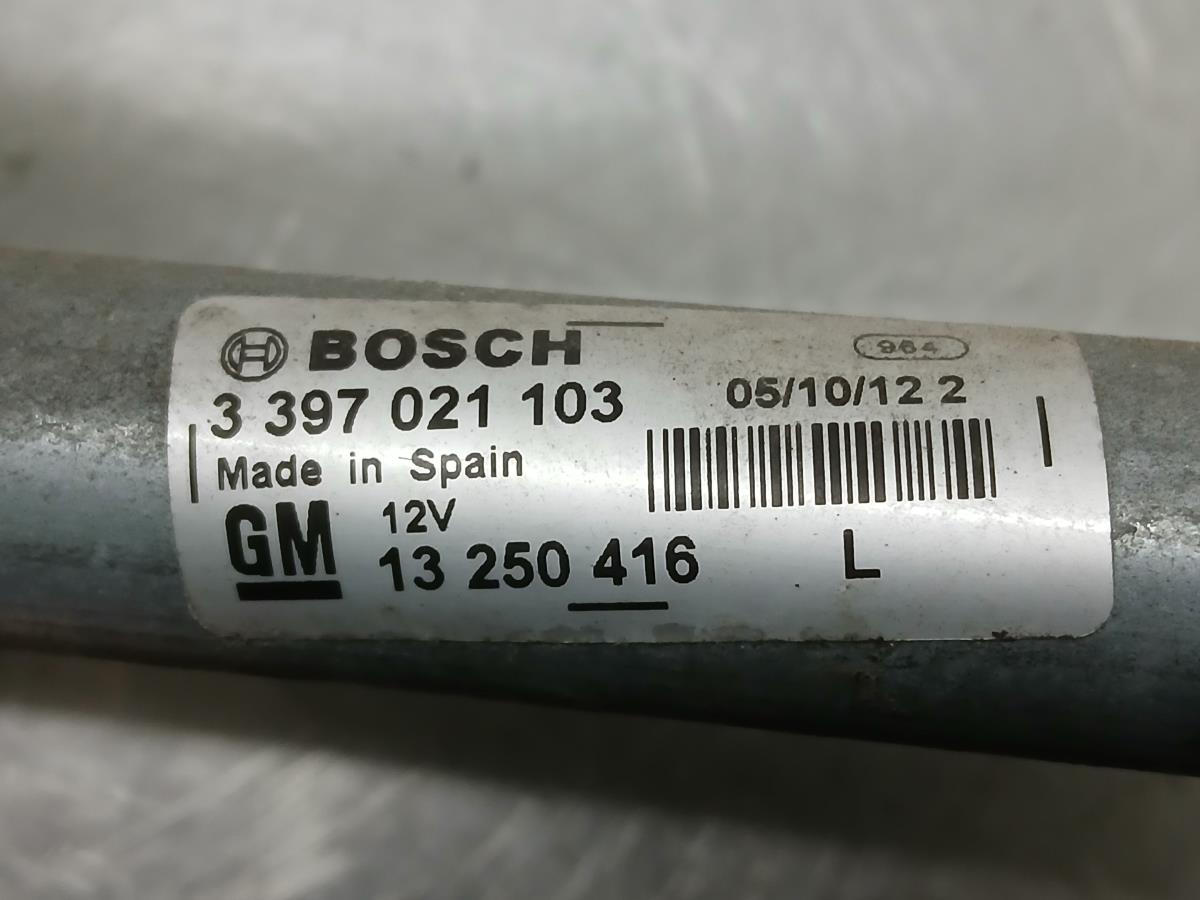 BOSCH
964
3 397 021 103
05/10/12 2
Made in Spain
GM
12V
13 250 416
L